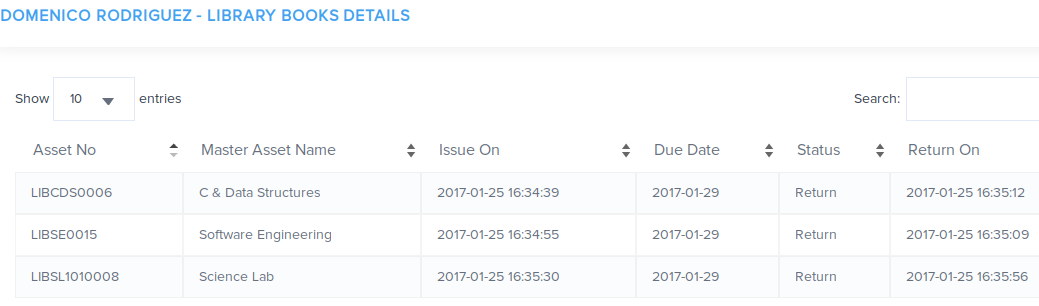 DOMENICO RODRIGUEZ - LIBRARY BOOKS DETAILS
Show 10 entries Search:
Asset No Master Asset Name Issue On Due Date Status Return On
LIBCDS0006 C & Data Structures 2017-01-25 16:34:39 2017-01-29 Return 2017-01-25 16:35:12
LIBSE0015 Software Engineering 2017-01-25 16:34:55 2017-01-29 Return 2017-01-25 16:35:09
LIBSL1010008 Science Lab 2017-01-25 16:35:30 2017-01-29 Return 2017-01-25 16:35:56